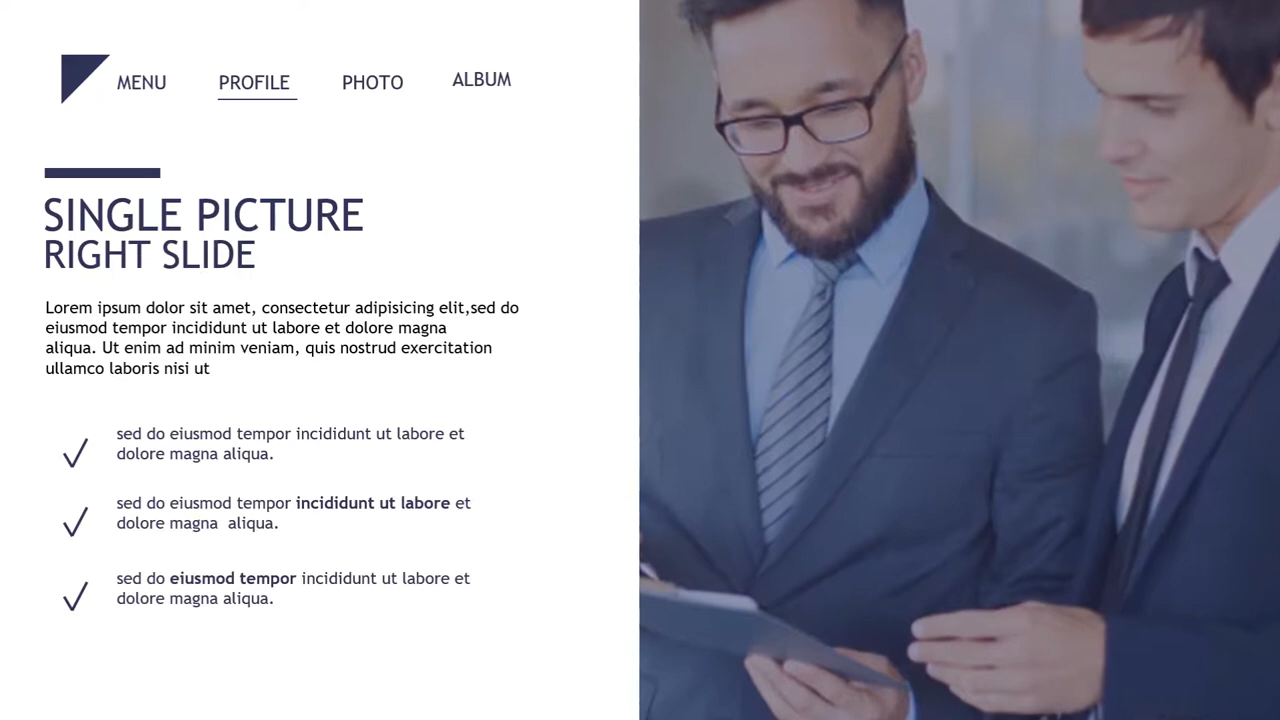 MENU PROFILE PHOTO ALBUM
SINGLE PICTURE
RIGHT SLIDE
Lorem ipsum dolor sit amet, consectetur adipisicing elit,sed do
eiusmod tempor incididunt ut labore et dolore magna
aliqua. Ut enim ad minim veniam, quis nostrud exercitation
ullamco laboris nisi ut
sed do eiusmod tempor incididunt ut labore et
dolore magna aliqua.
sed do eiusmod tempor incididunt ut labore et
dolore magna  aliqua.
sed do eiusmod tempor incididunt ut labore et
dolore magna aliqua.